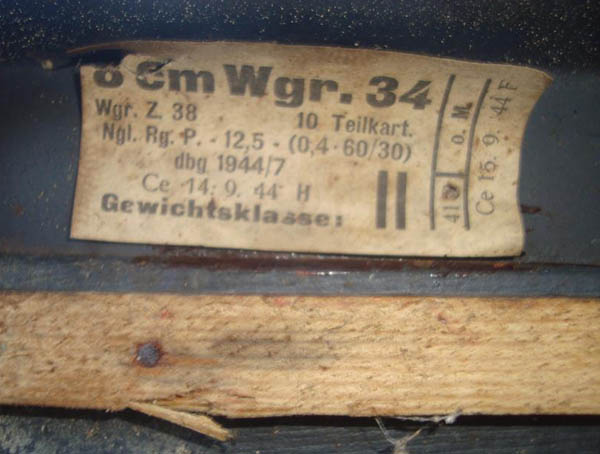 8 Cm Wgr. 34
Wgr. Z. 38 10 Teilkart.
Ngl. Rg. P. - 12,5 - (0,4 · 60/30)
dbg 1944/7
Ce 14. 9. 44 H
Gewichtsklasse: II
o. M.
Ce 15. 9. 44 F